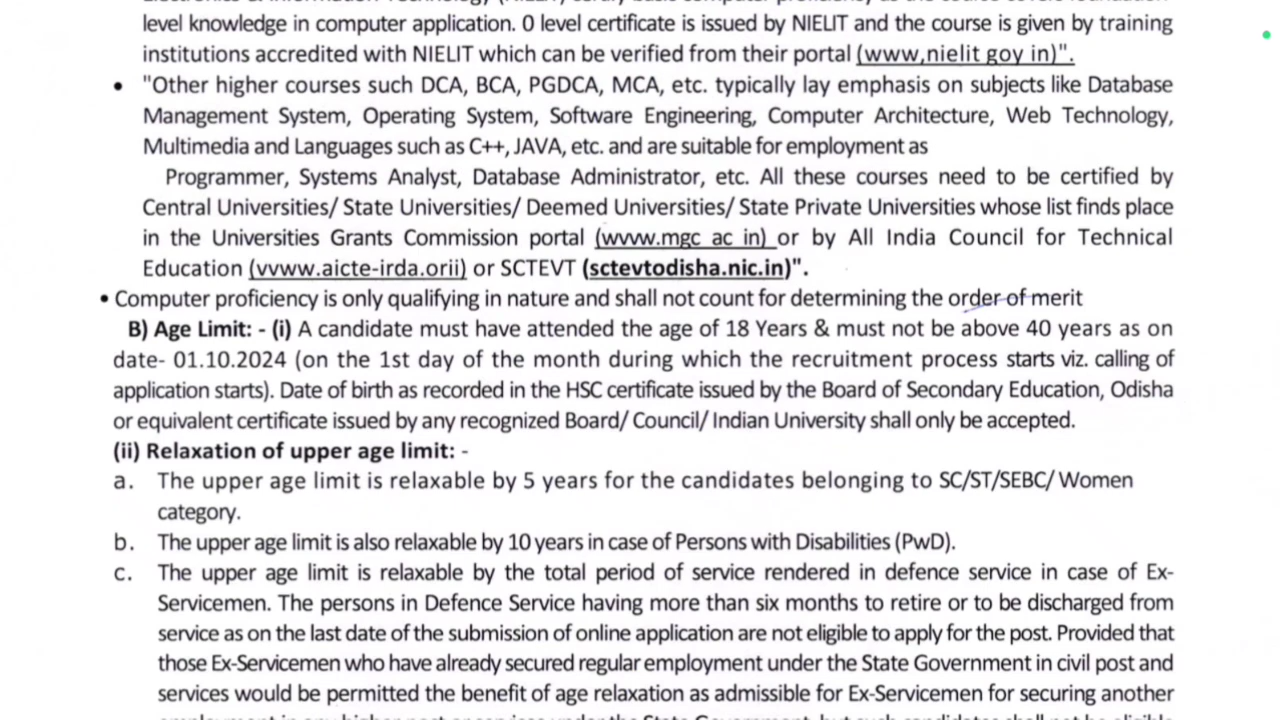 level knowledge in computer application. 0 level certificate is issued by NIELIT and the course is given by training
institutions accredited with NIELIT which can be verified from their portal (www,nielit goy in)".
• "Other higher courses such DCA, BCA, PGDCA, MCA, etc. typically lay emphasis on subjects like Database
Management System, Operating System, Software Engineering, Computer Architecture, Web Technology,
Multimedia and Languages such as C++, JAVA, etc. and are suitable for employment as
Programmer, Systems Analyst, Database Administrator, etc. All these courses need to be certified by
Central Universities/ State Universities/ Deemed Universities/ State Private Universities whose list finds place
in the Universities Grants Commission portal (wvw.mgc ac in) or by All India Council for Technical
Education (vvww.aicte-irda.orii) or SCTEVT (sctevtodisha.nic.in)".
• Computer proficiency is only qualifying in nature and shall not count for determining the order of merit
B) Age Limit: - (i) A candidate must have attended the age of 18 Years & must not be above 40 years as on
date- 01.10.2024 (on the 1st day of the month during which the recruitment process starts viz. calling of
application starts). Date of birth as recorded in the HSC certificate issued by the Board of Secondary Education, Odisha
or equivalent certificate issued by any recognized Board/ Council/ Indian University shall only be accepted.
(ii) Relaxation of upper age limit: -
a. The upper age limit is relaxable by 5 years for the candidates belonging to SC/ST/SEBC/ Women
category.
b. The upper age limit is also relaxable by 10 years in case of Persons with Disabilities (PwD).
c. The upper age limit is relaxable by the total period of service rendered in defence service in case of Ex-
Servicemen. The persons in Defence Service having more than six months to retire or to be discharged from
service as on the last date of the submission of online application are not eligible to apply for the post. Provided that
those Ex-Servicemen who have already secured regular employment under the State Government in civil post and
services would be permitted the benefit of age relaxation as admissible for Ex-Servicemen for securing another